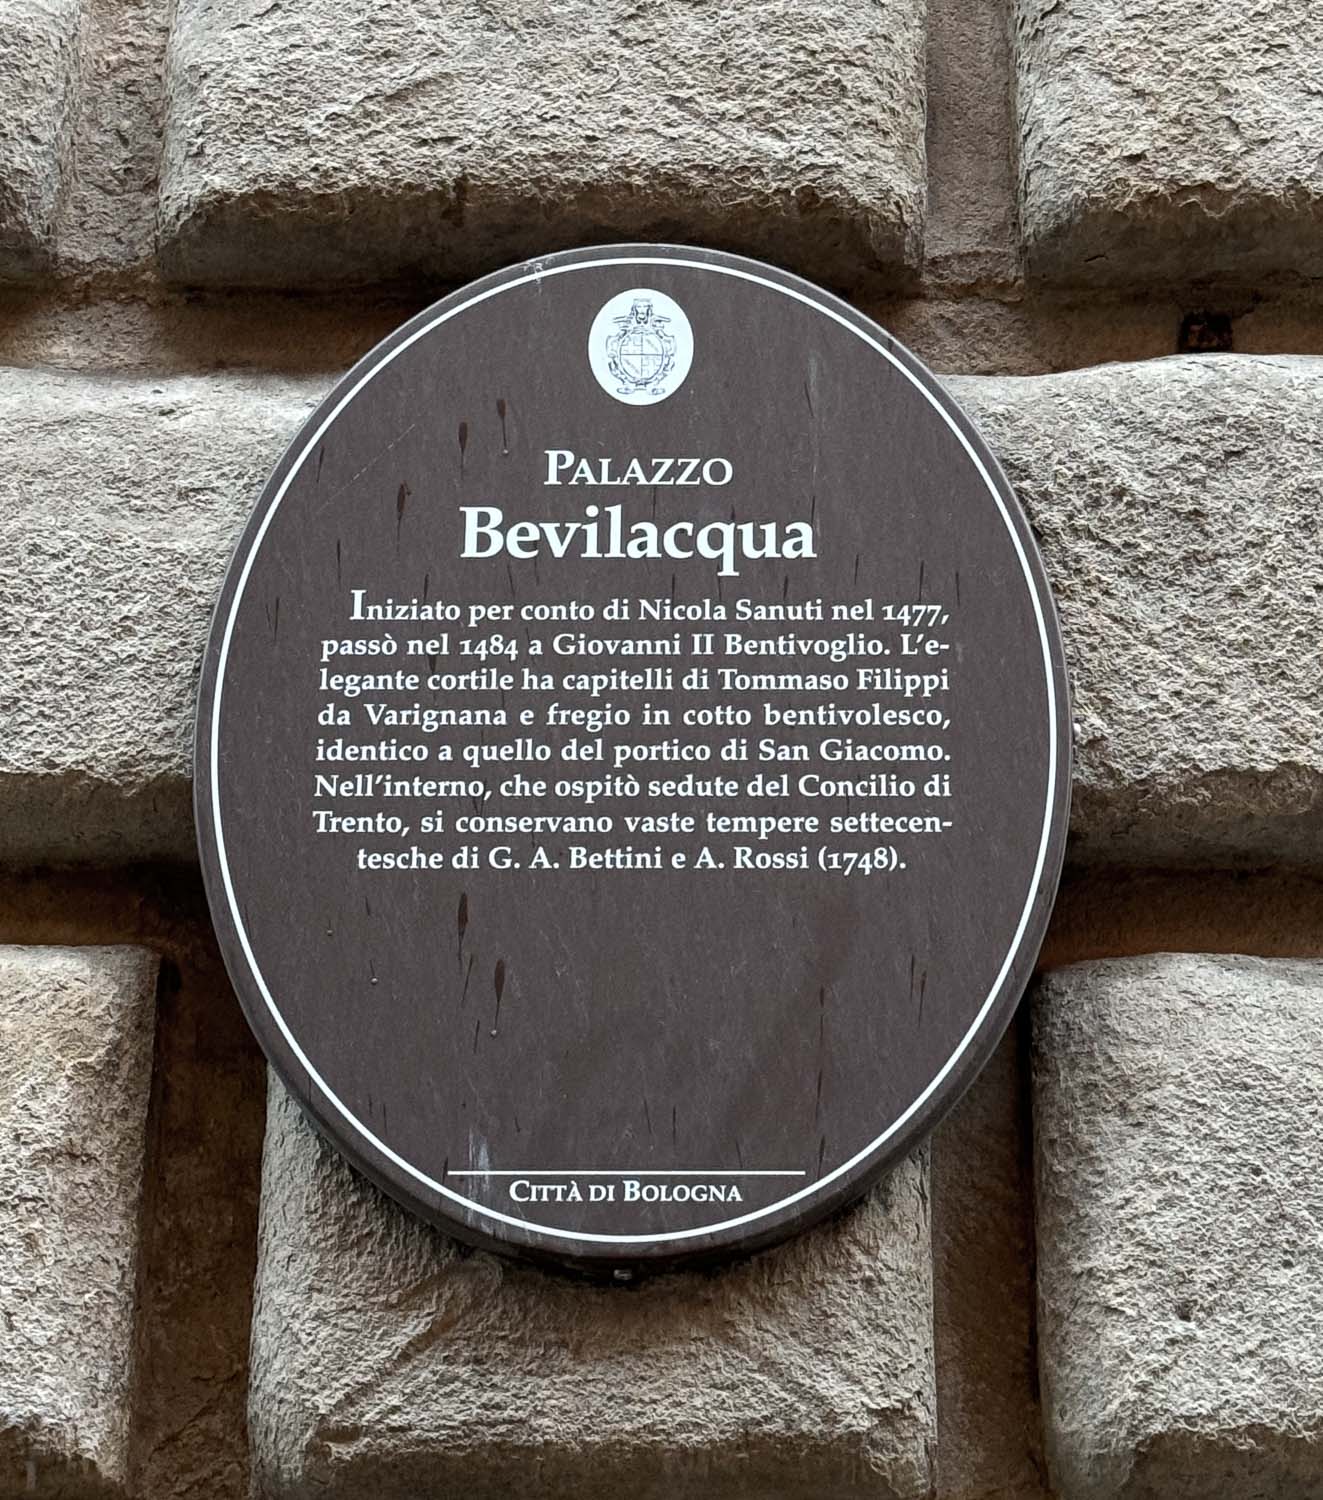 PALAZZO
Bevilacqua
Iniziato per conto di Nicola Sanuti nel 1477,
passò nel 1484 a Giovanni II Bentivoglio. L'e-
legante cortile ha capitelli di Tommaso Filippi
da Varignana e fregio in cotto bentivolesco,
identico a quello del portico di San Giacomo.
Nell'interno, che ospitò sedute del Concilio di
Trento, si conservano vaste tempere settecen-
tesche di G. A. Bettini e A. Rossi (1748).
CITTÀ DI BOLOGNA